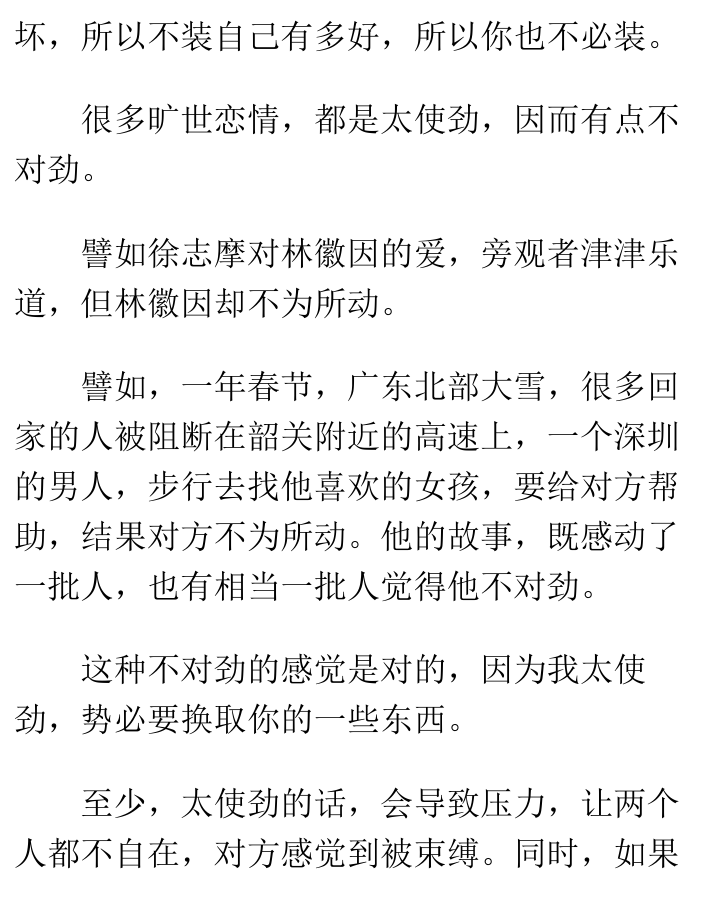 坏，所以不装自己有多好，所以你也不必装。
很多旷世恋情，都是太使劲，因而有点不
对劲。
譬如徐志摩对林徽因的爱，旁观者津津乐
道，但林徽因却不为所动。
譬如，一年春节，广东北部大雪，很多回
家的人被阻断在韶关附近的高速上，一个深圳
的男人，步行去找他喜欢的女孩，要给对方帮
助，结果对方不为所动。他的故事，既感动了
一批人，也有相当一批人觉得他不对劲。
这种不对劲的感觉是对的，因为我太使
劲，势必要换取你的一些东西。
至少，太使劲的话，会导致压力，让两个
人都不自在，对方感觉到被束缚。同时，如果